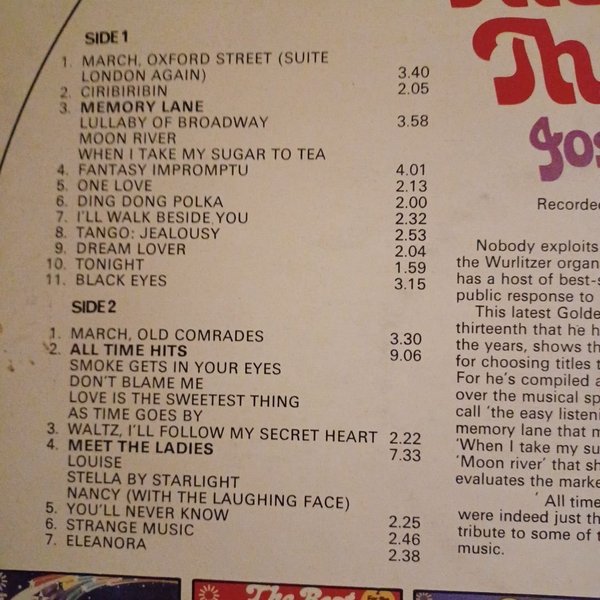 SIDE 1
1. MARCH, OXFORD STREET (SUITE
LONDON AGAIN) 3.40
2. CIRIBIRIBIN 2.05
3. MEMORY LANE
LULLABY OF BROADWAY 3.58
MOON RIVER
WHEN I TAKE MY SUGAR TO TEA
4. FANTASY IMPROMPTU 4.01
5. ONE LOVE 2.13
6. DING DONG POLKA 2.00
7. I'LL WALK BESIDE YOU 2.32
8. TANGO: JEALOUSY 2.53
9. DREAM LOVER 2.04
10. TONIGHT 1.59
11. BLACK EYES 3.15
SIDE 2
1. MARCH, OLD COMRADES 3.30
2. ALL TIME HITS 9.06
SMOKE GETS IN YOUR EYES
DON'T BLAME ME
LOVE IS THE SWEETEST THING
AS TIME GOES BY
3. WALTZ, I'LL FOLLOW MY SECRET HEART 2.22
4. MEET THE LADIES 7.33
LOUISE
STELLA BY STARLIGHT
NANCY (WITH THE LAUGHING FACE)
5. YOU'LL NEVER KNOW 2.25
6. STRANGE MUSIC 2.46
7. ELEANORA 2.38
Th
Jos
Recorded
Nobody exploits
the Wurlitzer organ
has a host of best-s
public response to
This latest Golde
thirteenth that he h
the years, shows th
for choosing titles t
For he's compiled a
over the musical sp
call 'the easy listeni
memory lane that m
'When I take my su
'Moon river' that sh
evaluates the marke
' All time
were indeed just th
tribute to some of t
music.
The Best